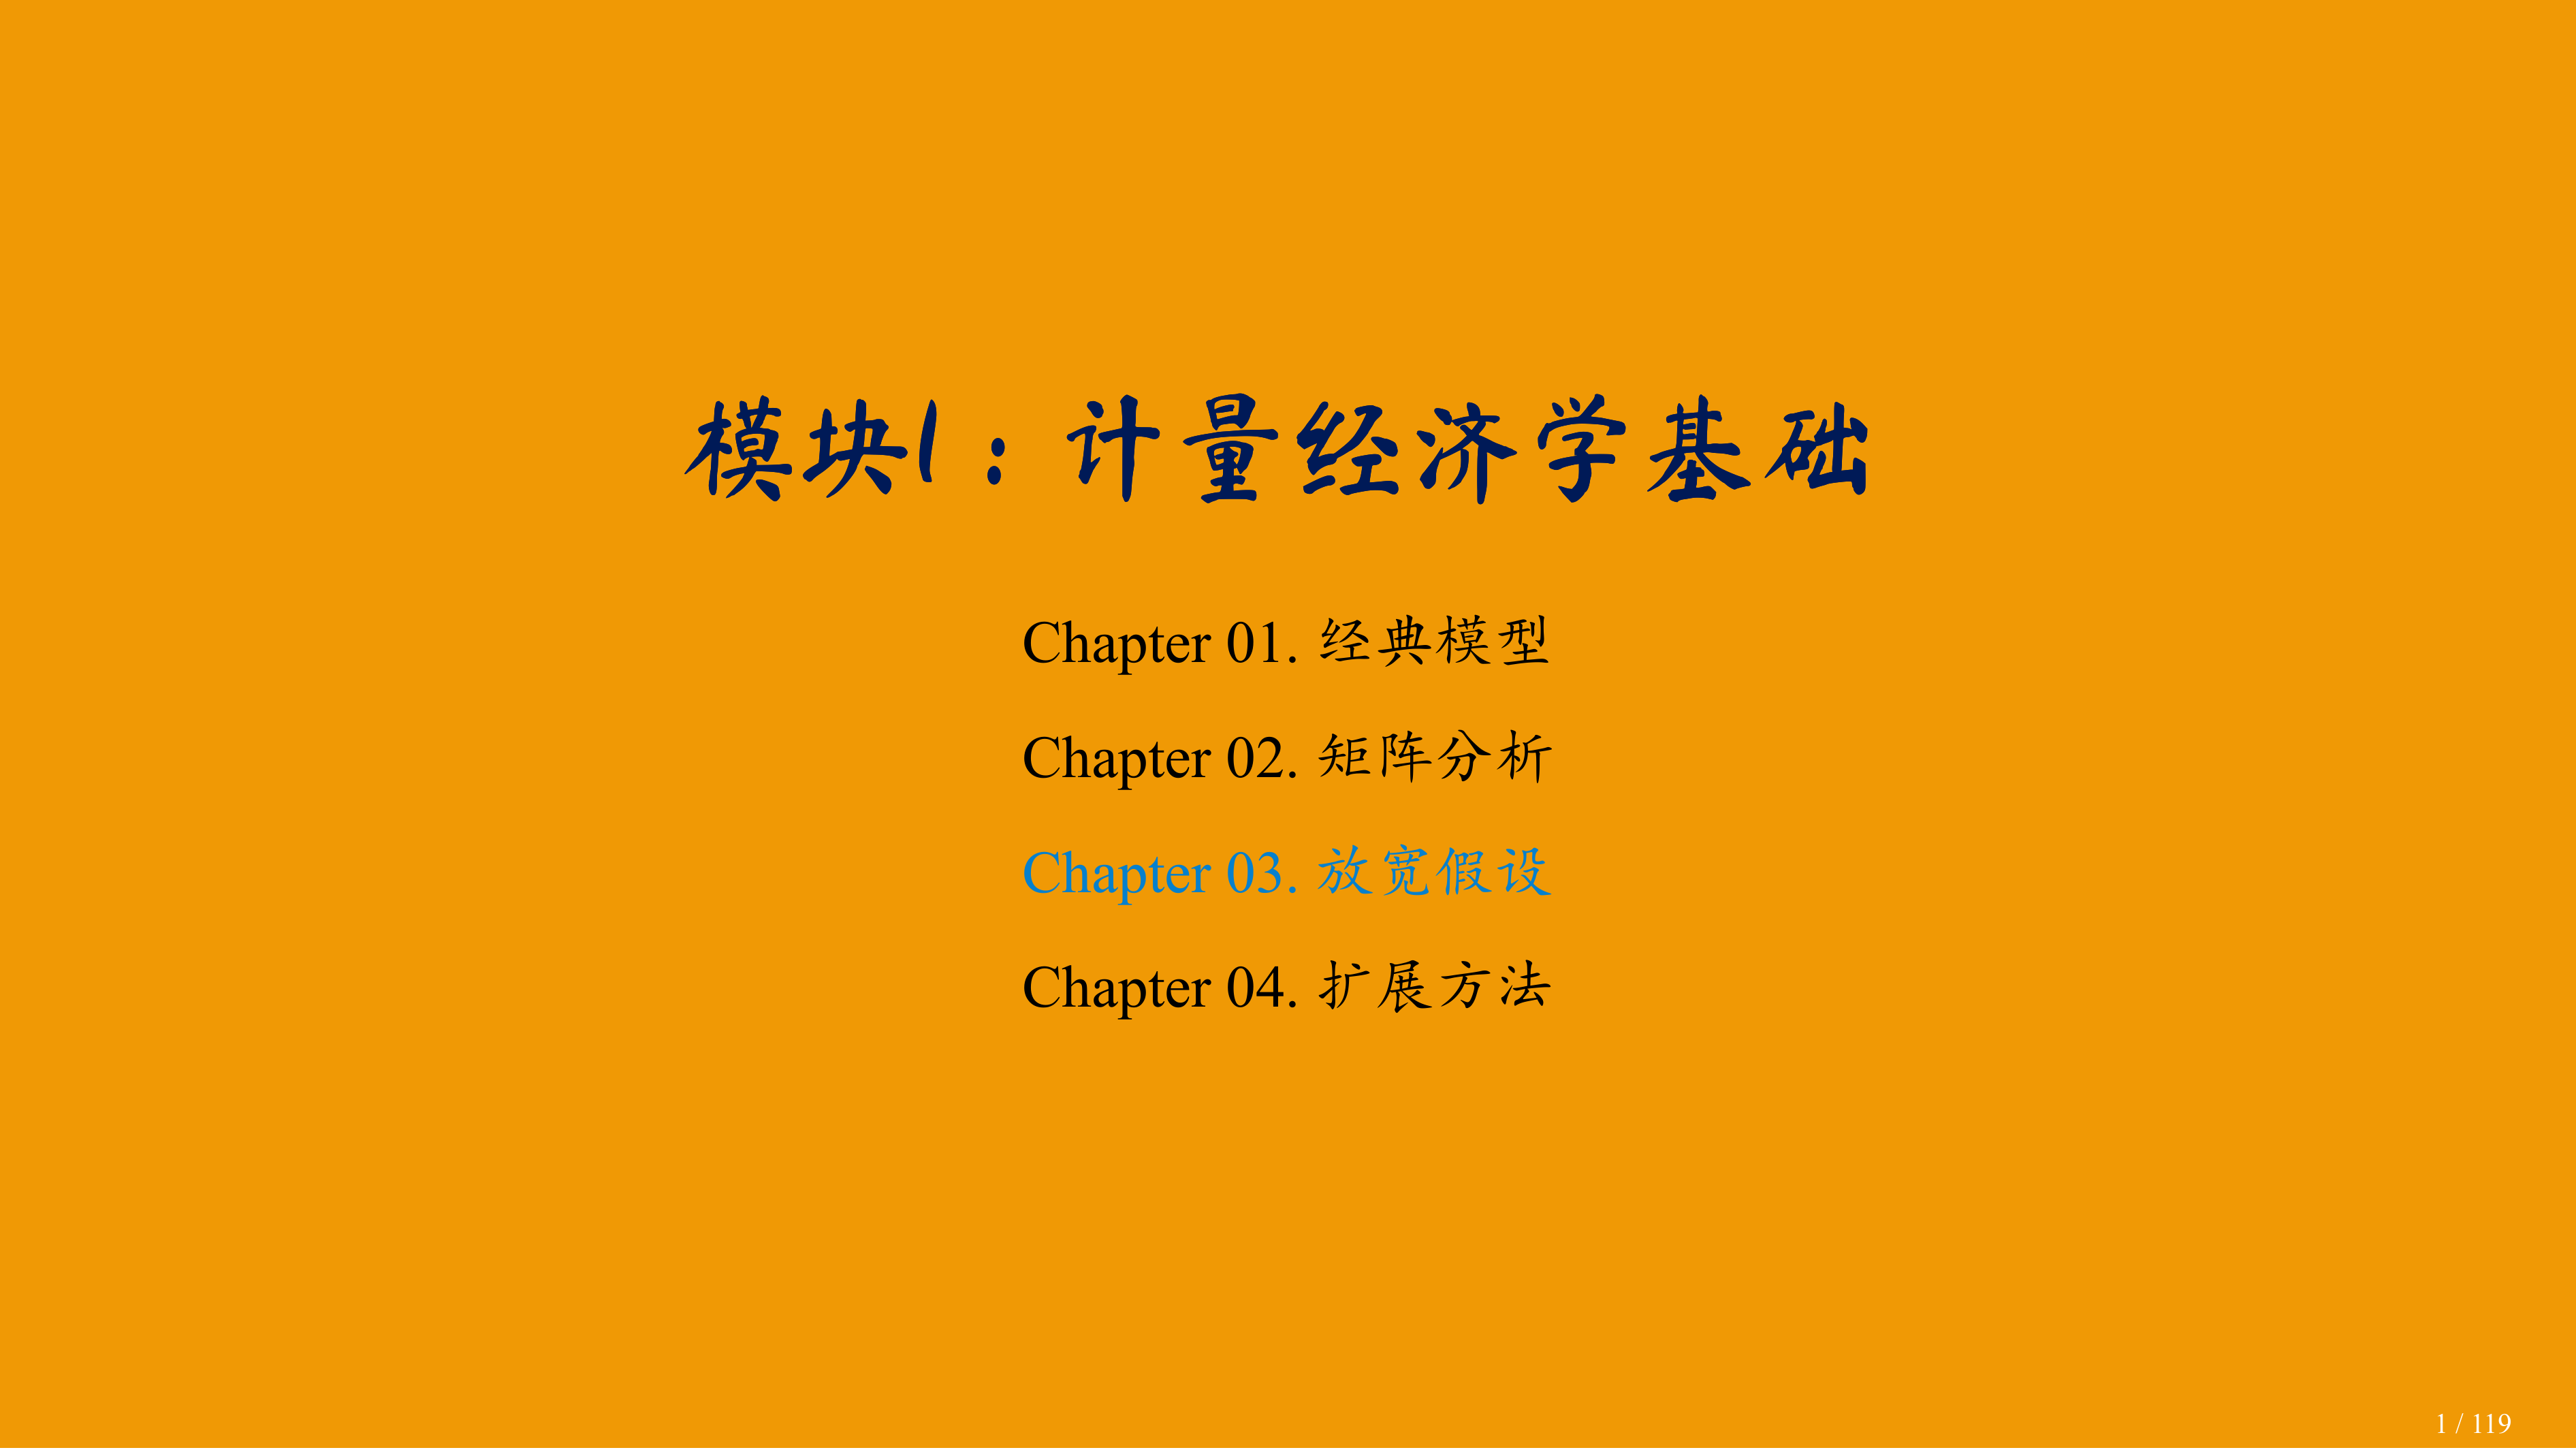 模块I：计量经济学基础
Chapter 01. 经典模型
Chapter 02. 矩阵分析
Chapter 03. 放宽假设
Chapter 04. 扩展方法
1 / 119